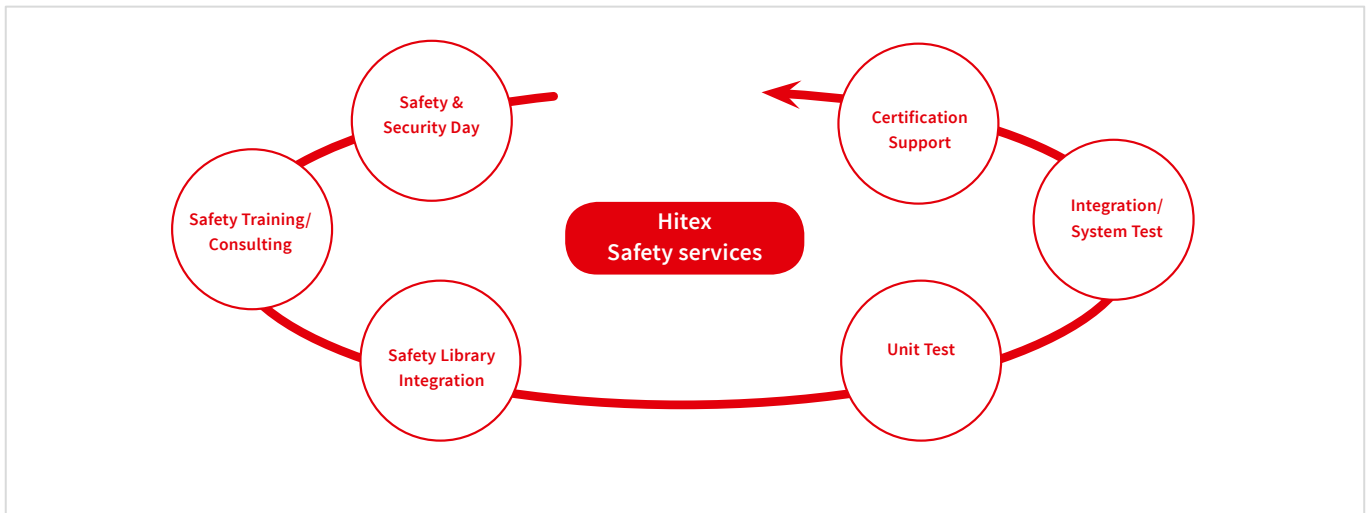 Safety &
Security Day
Certification
Support
Safety Training/
Consulting
Hitex
Safety services
Integration/
System Test
Safety Library
Integration
Unit Test